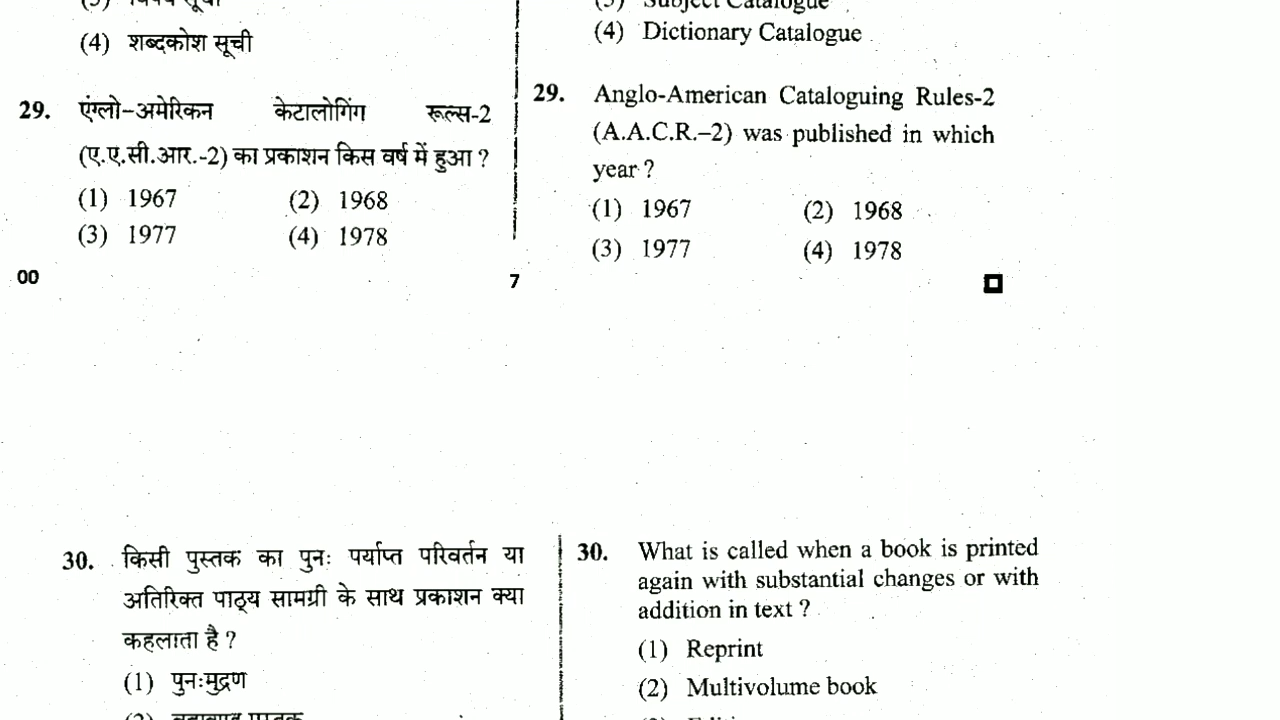 (4) शब्दकोश सूची
29. एंग्लो-अमेरिकन केटालोगिंग रूल्स-2
(ए.ए.सी.आर.-2) का प्रकाशन किस वर्ष में हुआ ?
(1) 1967 (2) 1968
(3) 1977 (4) 1978
(3) Subject Catalogue
(4) Dictionary Catalogue
29. Anglo-American Cataloguing Rules-2
(A.A.C.R.–2) was published in which
year ?
(1) 1967 (2) 1968
(3) 1977 (4) 1978
00 7
30. किसी पुस्तक का पुनः पर्याप्त परिवर्तन या
अतिरिक्त पाठ्य सामग्री के साथ प्रकाशन क्या
कहलाता है ?
(1) पुनःमुद्रण
30. What is called when a book is printed
again with substantial changes or with
addition in text ?
(1) Reprint
(2) Multivolume book